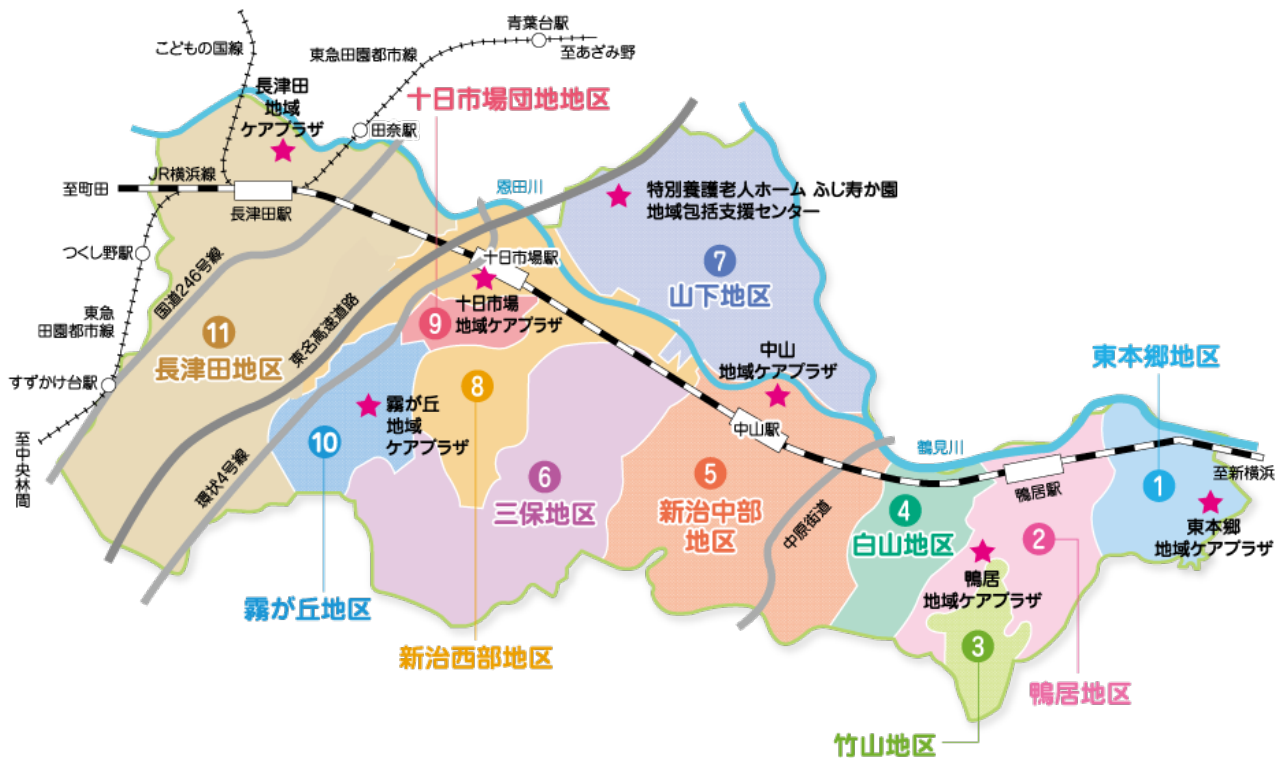 こどもの国線
東急田園都市線
青葉台駅
至あざみ野
長津田
地域
ケアプラザ
十日市場団地地区
田奈駅
JR横浜線
至町田
長津田駅
恩田川
特別養護老人ホーム ふじ寿か園
地域包括支援センター
つくし野駅
国道246号線
十日市場駅
7
山下地区
東急
田園都市線
11
長津田地区
東名高速道路
9
十日市場
地域ケアプラザ
中山
地域ケアプラザ
東本郷地区
すずかけ台駅
8
霧が丘
地域
ケアプラザ
10
中山駅
至中央林間
環状4号線
6
三保地区
5
新治中部
地区
中原街道
鶴見川
鴨居駅
至新横浜
1
東本郷
地域ケアプラザ
4
白山地区
2
鴨居
地域ケアプラザ
霧が丘地区
新治西部地区
3
鴨居地区
竹山地区